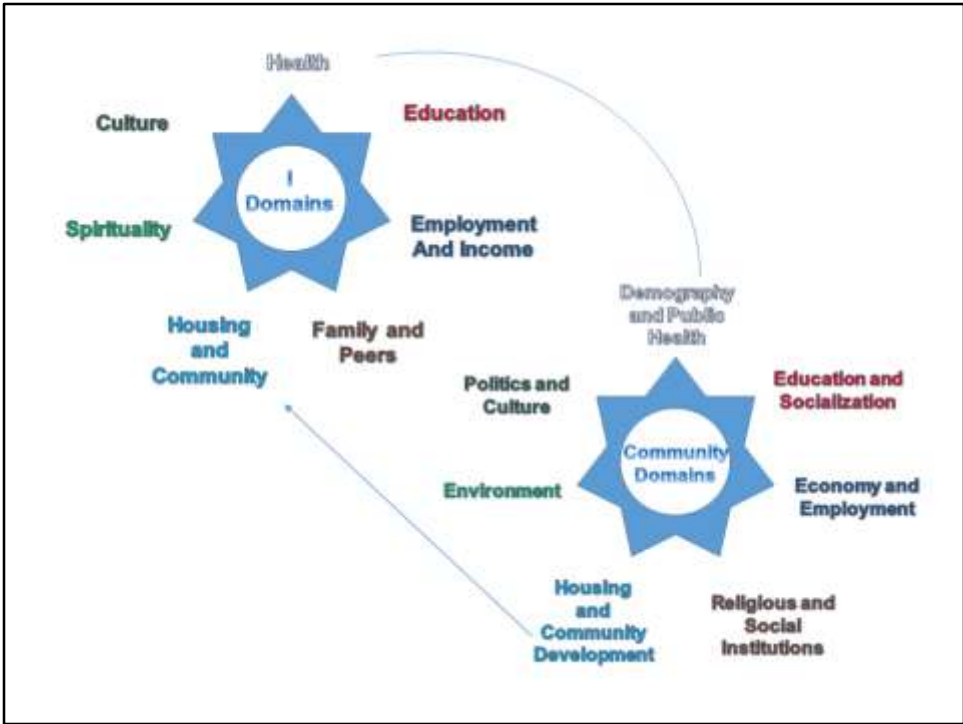 Health
Culture
Education
I
Domains
Spirituality
Employment
And Income
Housing
and
Community
Family and
Peers
Demography
and Public
Health
Politics and
Culture
Education and
Socialization
Community
Domains
Environment
Economy and
Employment
Housing
and
Community
Development
Religious and
Social
Institutions